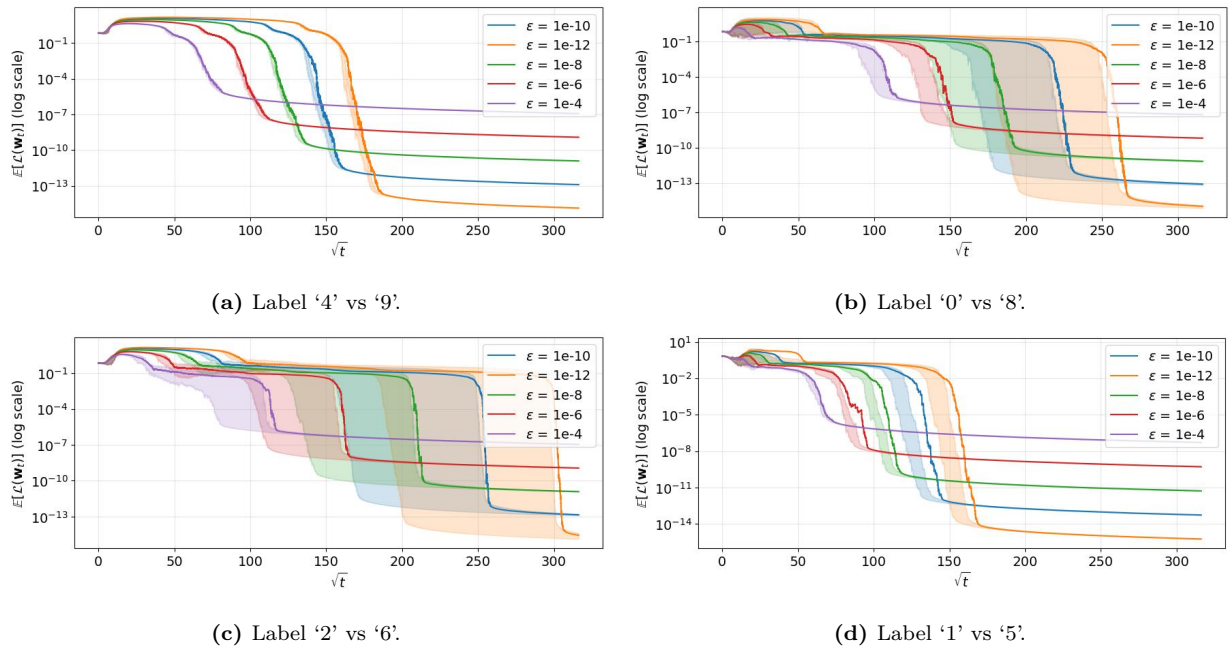 10⁻¹
10⁻⁴
10⁻⁷
10⁻¹⁰
10⁻¹³
𝔼[ℒ(𝐰ₜ)] (log scale)
ε = 1e-10
ε = 1e-12
ε = 1e-8
ε = 1e-6
ε = 1e-4
0 50 100 150 200 250 300
√t
(a) Label ‘4’ vs ‘9’.
10⁻¹
10⁻⁴
10⁻⁷
10⁻¹⁰
10⁻¹³
𝔼[ℒ(𝐰ₜ)] (log scale)
ε = 1e-10
ε = 1e-12
ε = 1e-8
ε = 1e-6
ε = 1e-4
0 50 100 150 200 250 300
√t
(b) Label ‘0’ vs ‘8’.
10⁻¹
10⁻⁴
10⁻⁷
10⁻¹⁰
10⁻¹³
𝔼[ℒ(𝐰ₜ)] (log scale)
ε = 1e-10
ε = 1e-12
ε = 1e-8
ε = 1e-6
ε = 1e-4
0 50 100 150 200 250 300
√t
(c) Label ‘2’ vs ‘6’.
10¹
10⁻²
10⁻⁵
10⁻⁸
10⁻¹¹
10⁻¹⁴
𝔼[ℒ(𝐰ₜ)] (log scale)
ε = 1e-10
ε = 1e-12
ε = 1e-8
ε = 1e-6
ε = 1e-4
0 50 100 150 200 250 300
√t
(d) Label ‘1’ vs ‘5’.